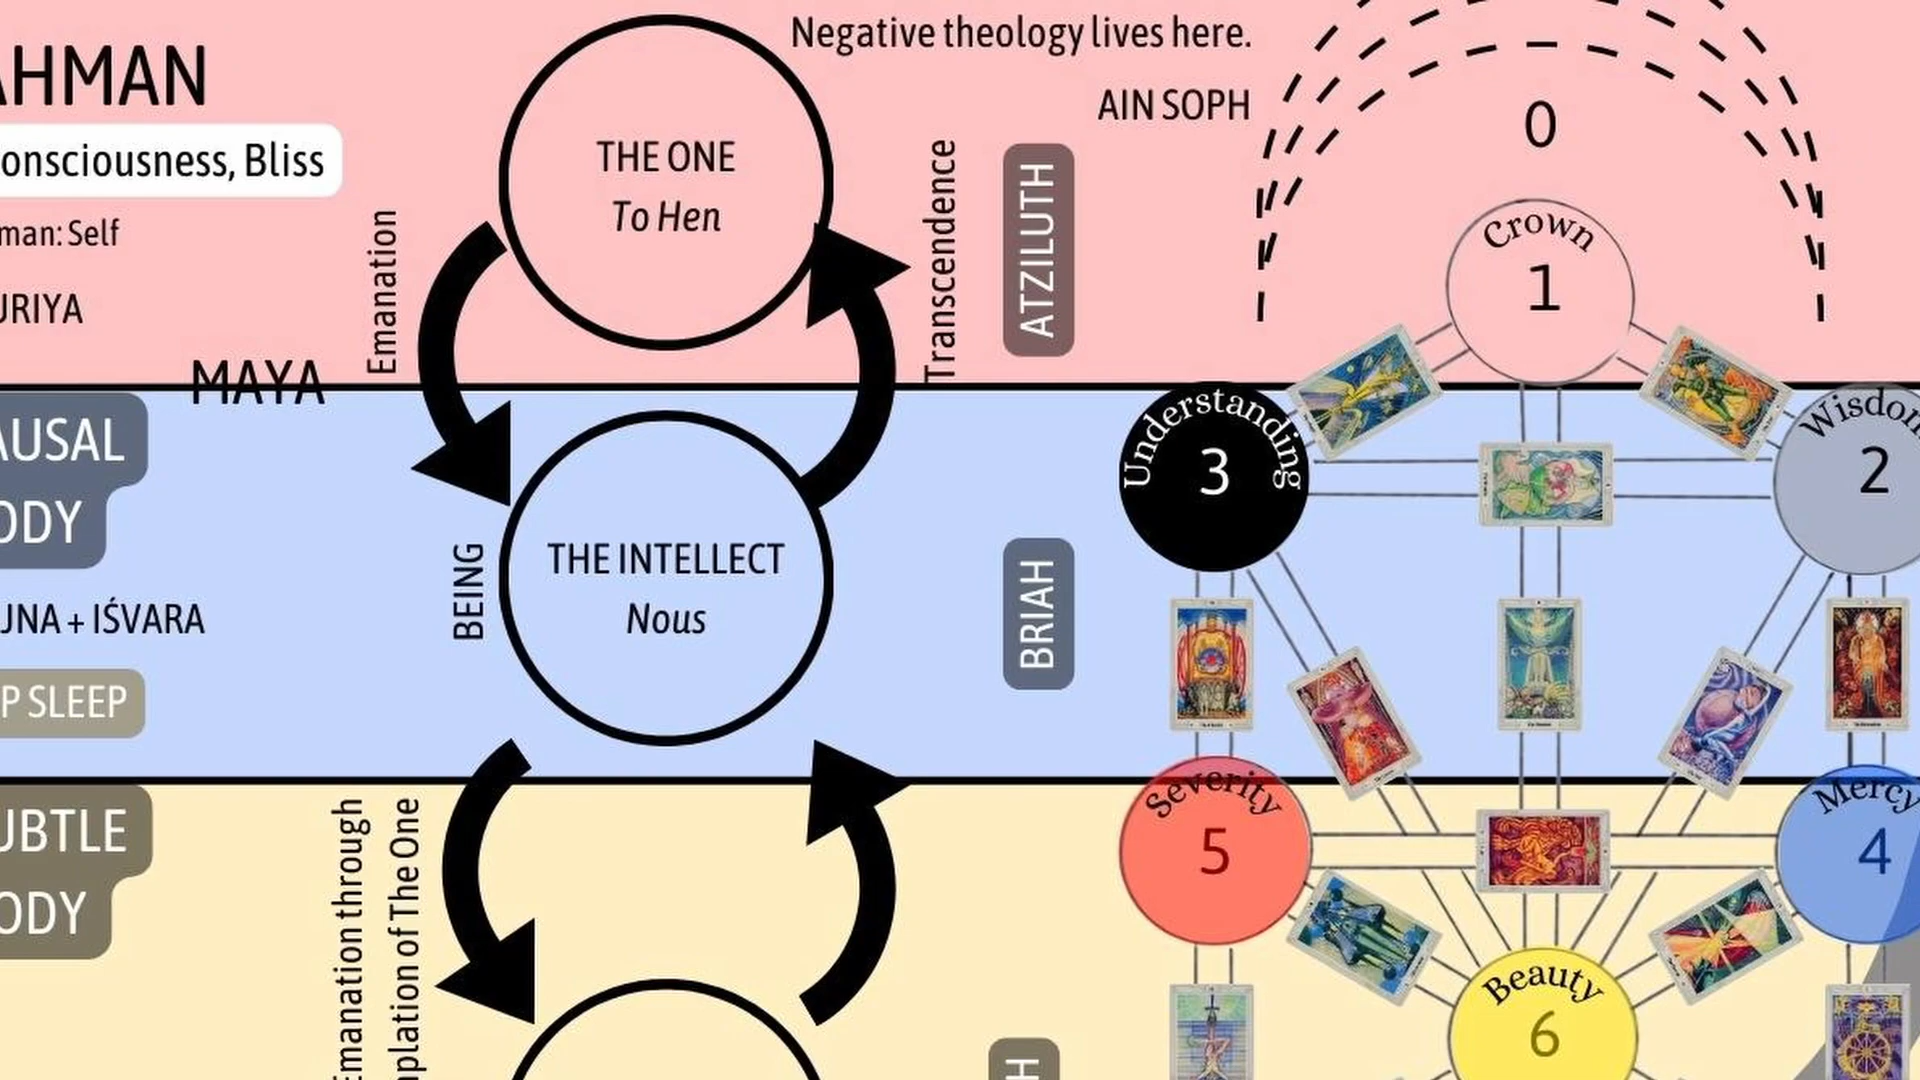 AHMAN
onsciousness, Bliss
man: Self
URIYA
MAYA
AUSAL
ODY
JNA + IŚVARA
P SLEEP
UBTLE
ODY
Emanation
THE ONE
To Hen
Transcendence
BEING
THE INTELLECT
Nous
Emanation through
mplation of The One
Negative theology lives here.
AIN SOPH
ATZILUTH
BRIAH
H
0
Crown
1
Understanding
3
Wisdom
2
Severity
5
Mercy
4
Beauty
6